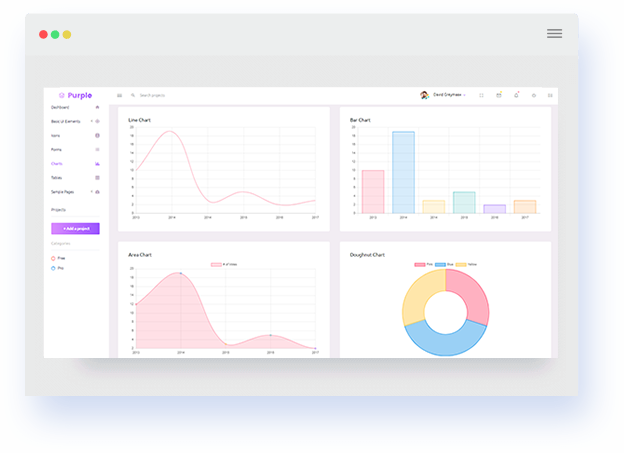 Purple
Search projects
David Greymaax
Dashboard
Basic UI Elements
Icons
Forms
Charts
Tables
Sample Pages
Projects
+ Add a project
Categories
Free
Pro
Line Chart
20
18
16
14
12
10
8
6
4
2
0
2013
2014
2014
2015
2016
2017
Bar Chart
20
18
16
14
12
10
8
6
4
2
0
2013
2014
2014
2015
2016
2017
Area Chart
# of Votes
20
18
16
14
12
10
8
6
4
2
2013
2014
2015
2016
2017
Doughnut Chart
Pink
Blue
Yellow